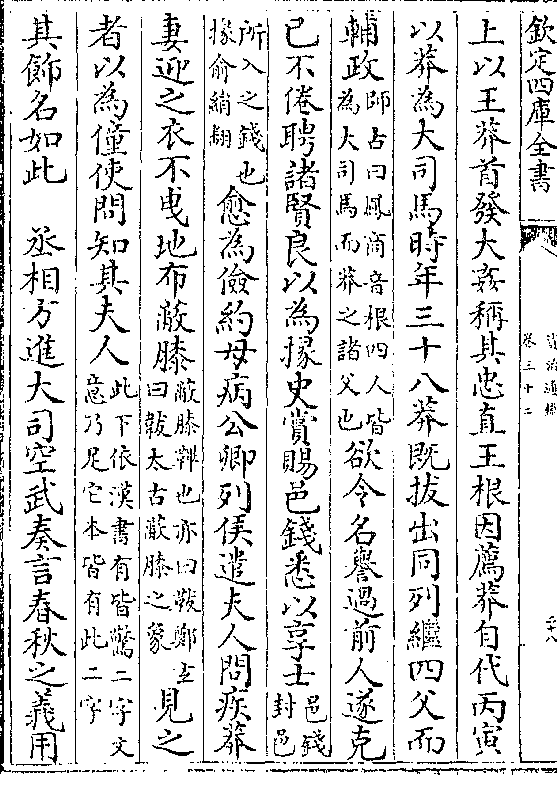 欽定四庫全書
資治通鑑
卷三十二
上以王莽首發大姦稱其忠直王根因薦莽自代丙寅
以莽為大司馬時年三十八莽既拔出同列繼四父而
輔政師古曰鳳商音根四人皆為大司馬而莽之諸父也欲令名譽過前人遂克
已不倦聘諸賢良以為掾史賞賜邑錢悉以享士邑錢封邑
所入之錢也掾俞絹翻愈為儉約母病公卿列侯遣夫人問疾莽
妻迎之衣不曳地布蔽膝蔽膝韠也亦曰韍鄭玄曰韍太古蔽膝之象見之
者以為僮使問知其夫人此下依漢書有皆驚二字文意乃足它本皆有此二字
其飾名如此　丞相方進大司空武奏言春秋之義用